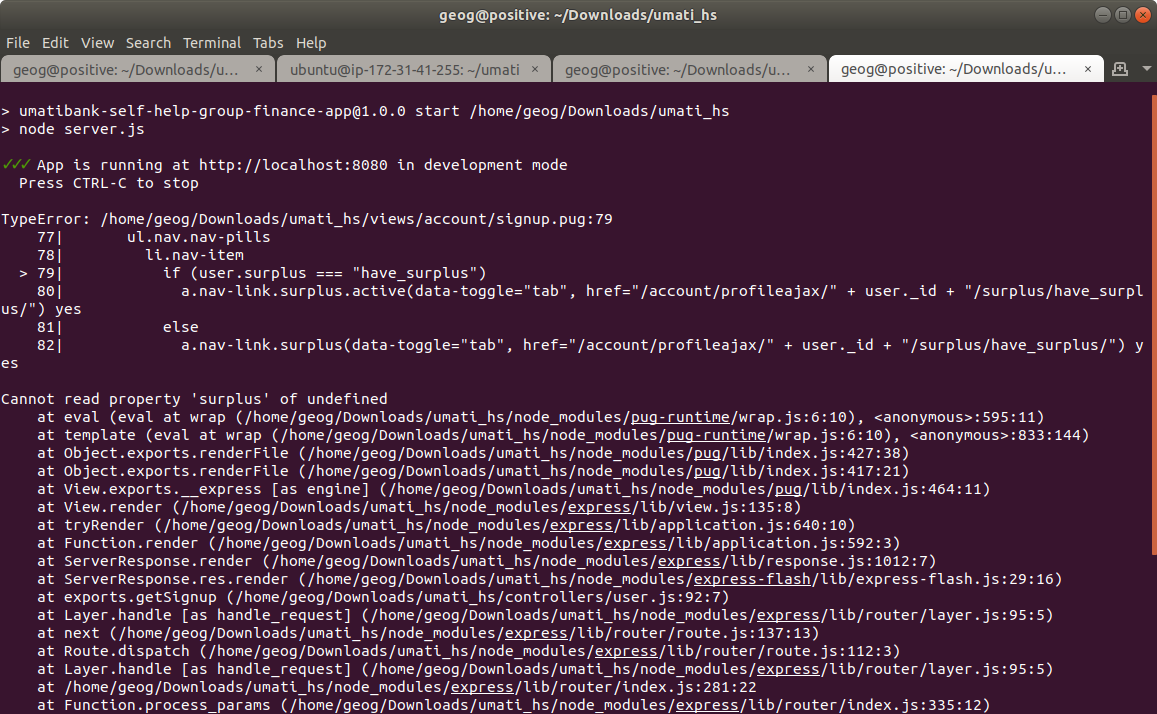 geog@positive: ~/Downloads/umati_hs
File Edit View Search Terminal Tabs Help
geog@positive: ~/Downloads/u... × ubuntu@ip-172-31-41-255: ~/umati × geog@positive: ~/Downloads/u... × geog@positive: ~/Downloads/u... ×
> umatibank-self-help-group-finance-app@1.0.0 start /home/geog/Downloads/umati_hs
> node server.js
✓✓✓ App is running at http://localhost:8080 in development mode
  Press CTRL-C to stop
TypeError: /home/geog/Downloads/umati_hs/views/account/signup.pug:79
    77|       ul.nav.nav-pills
    78|         li.nav-item
  > 79|           if (user.surplus === "have_surplus")
    80|             a.nav-link.surplus.active(data-toggle="tab", href="/account/profileajax/" + user._id + "/surplus/have_surpl
us/") yes
    81|           else
    82|             a.nav-link.surplus(data-toggle="tab", href="/account/profileajax/" + user._id + "/surplus/have_surplus/") y
es
Cannot read property 'surplus' of undefined
    at eval (eval at wrap (/home/geog/Downloads/umati_hs/node_modules/pug-runtime/wrap.js:6:10), <anonymous>:595:11)
    at template (eval at wrap (/home/geog/Downloads/umati_hs/node_modules/pug-runtime/wrap.js:6:10), <anonymous>:833:144)
    at Object.exports.renderFile (/home/geog/Downloads/umati_hs/node_modules/pug/lib/index.js:427:38)
    at Object.exports.renderFile (/home/geog/Downloads/umati_hs/node_modules/pug/lib/index.js:417:21)
    at View.exports.__express [as engine] (/home/geog/Downloads/umati_hs/node_modules/pug/lib/index.js:464:11)
    at View.render (/home/geog/Downloads/umati_hs/node_modules/express/lib/view.js:135:8)
    at tryRender (/home/geog/Downloads/umati_hs/node_modules/express/lib/application.js:640:10)
    at Function.render (/home/geog/Downloads/umati_hs/node_modules/express/lib/application.js:592:3)
    at ServerResponse.render (/home/geog/Downloads/umati_hs/node_modules/express/lib/response.js:1012:7)
    at ServerResponse.res.render (/home/geog/Downloads/umati_hs/node_modules/express-flash/lib/express-flash.js:29:16)
    at exports.getSignup (/home/geog/Downloads/umati_hs/controllers/user.js:92:7)
    at Layer.handle [as handle_request] (/home/geog/Downloads/umati_hs/node_modules/express/lib/router/layer.js:95:5)
    at next (/home/geog/Downloads/umati_hs/node_modules/express/lib/router/route.js:137:13)
    at Route.dispatch (/home/geog/Downloads/umati_hs/node_modules/express/lib/router/route.js:112:3)
    at Layer.handle [as handle_request] (/home/geog/Downloads/umati_hs/node_modules/express/lib/router/layer.js:95:5)
    at /home/geog/Downloads/umati_hs/node_modules/express/lib/router/index.js:281:22
    at Function.process_params (/home/geog/Downloads/umati_hs/node_modules/express/lib/router/index.js:335:12)